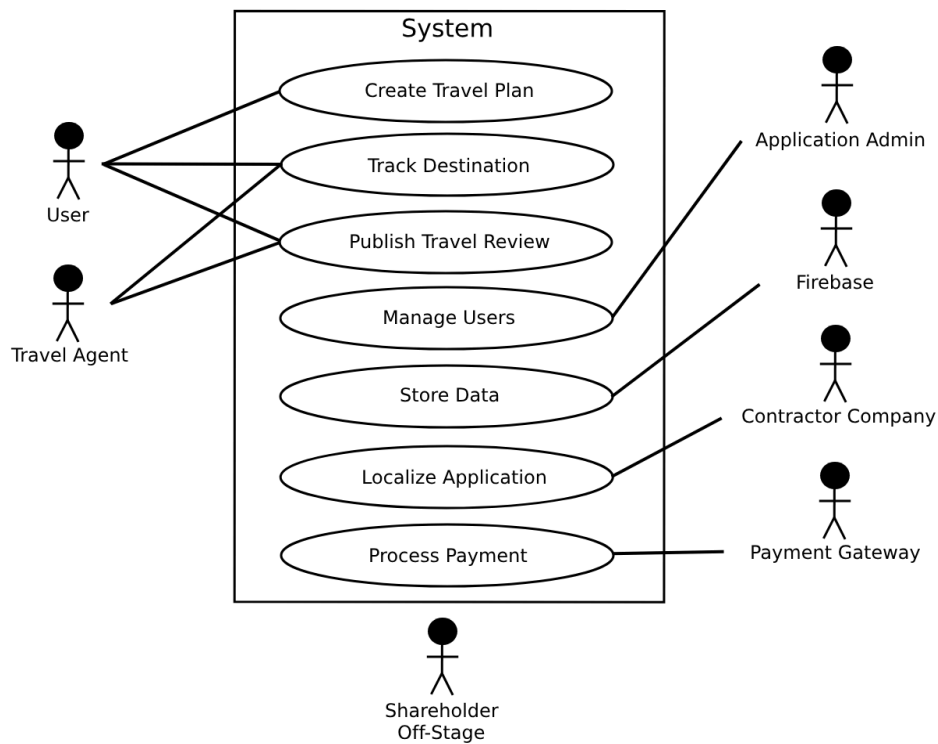 System
Create Travel Plan
Track Destination
Publish Travel Review
Manage Users
Store Data
Localize Application
Process Payment
User
Travel Agent
Application Admin
Firebase
Contractor Company
Payment Gateway
Shareholder
Off-Stage